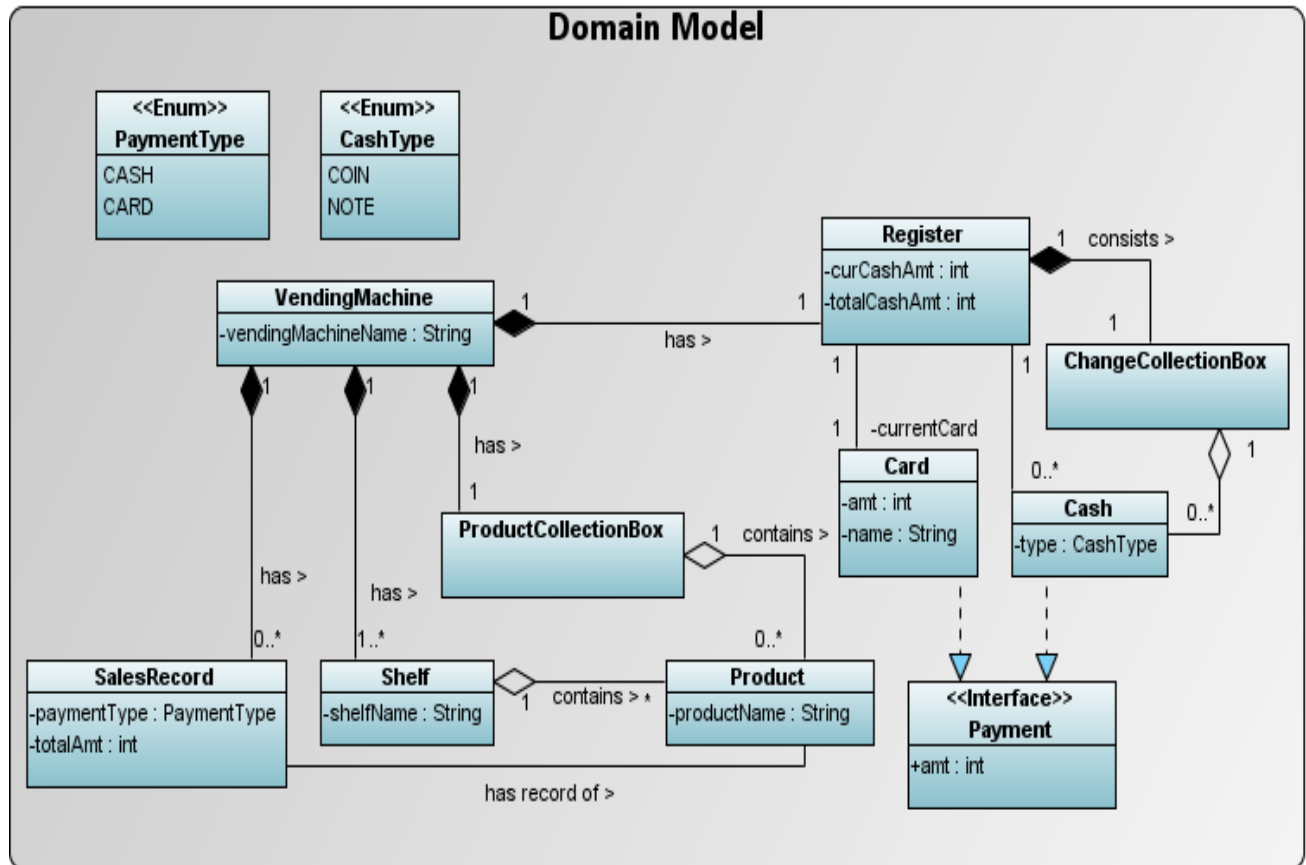 Domain Model
<<Enum>>
PaymentType
CASH
CARD
<<Enum>>
CashType
COIN
NOTE
Register
-curCashAmt : int
-totalCashAmt : int
1
consists >
1
VendingMachine
-vendingMachineName : String
1
has >
1
ChangeCollectionBox
1
0..*
1
1
-currentCard
1
0..*
Card
-amt : int
-name : String
Cash
-type : CashType
1
has >
0..*
1
has >
1..*
1
has >
1
ProductCollectionBox
1
contains >
0..*
SalesRecord
-paymentType : PaymentType
-totalAmt : int
Shelf
-shelfName : String
1
contains >
*
Product
-productName : String
<<Interface>>
Payment
+amt : int
has record of >